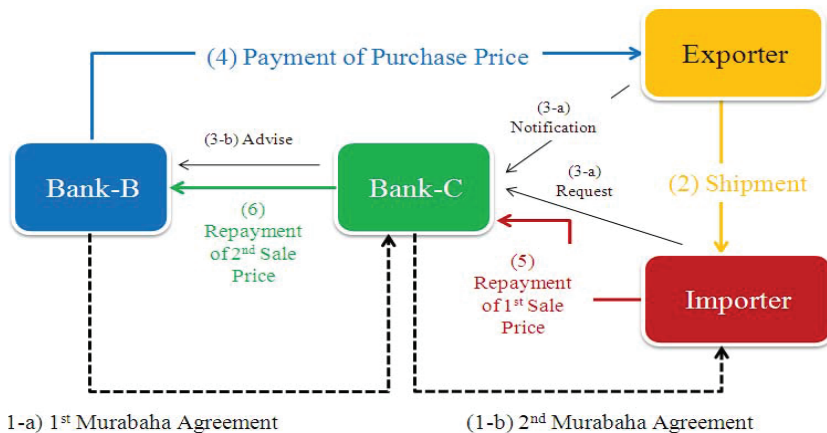 (4) Payment of Purchase Price
Exporter
(3-a)
Notification
(3-b) Advise
(3-a)
Request
(2) Shipment
Bank-B
Bank-C
(6)
Repayment
of 2nd Sale
Price
(5)
Repayment
of 1st Sale
Price
Importer
1-a) 1st Murabaha Agreement
(1-b) 2nd Murabaha Agreement